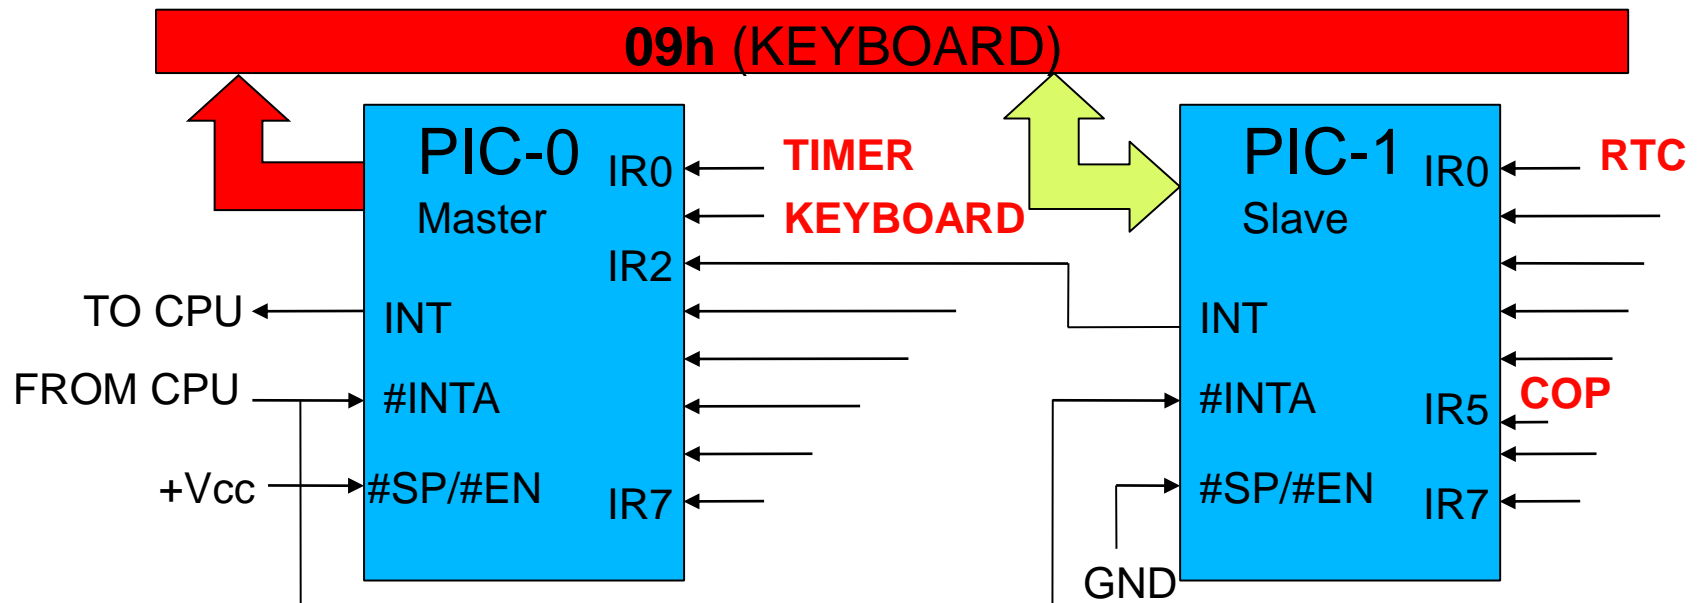 09h (KEYBOARD)
PIC-0
Master
IR0
TIMER
KEYBOARD
IR2
TO CPU
INT
FROM CPU
#INTA
+Vcc
#SP/#EN
IR7
PIC-1
Slave
IR0
RTC
INT
#INTA
COP
IR5
#SP/#EN
IR7
GND